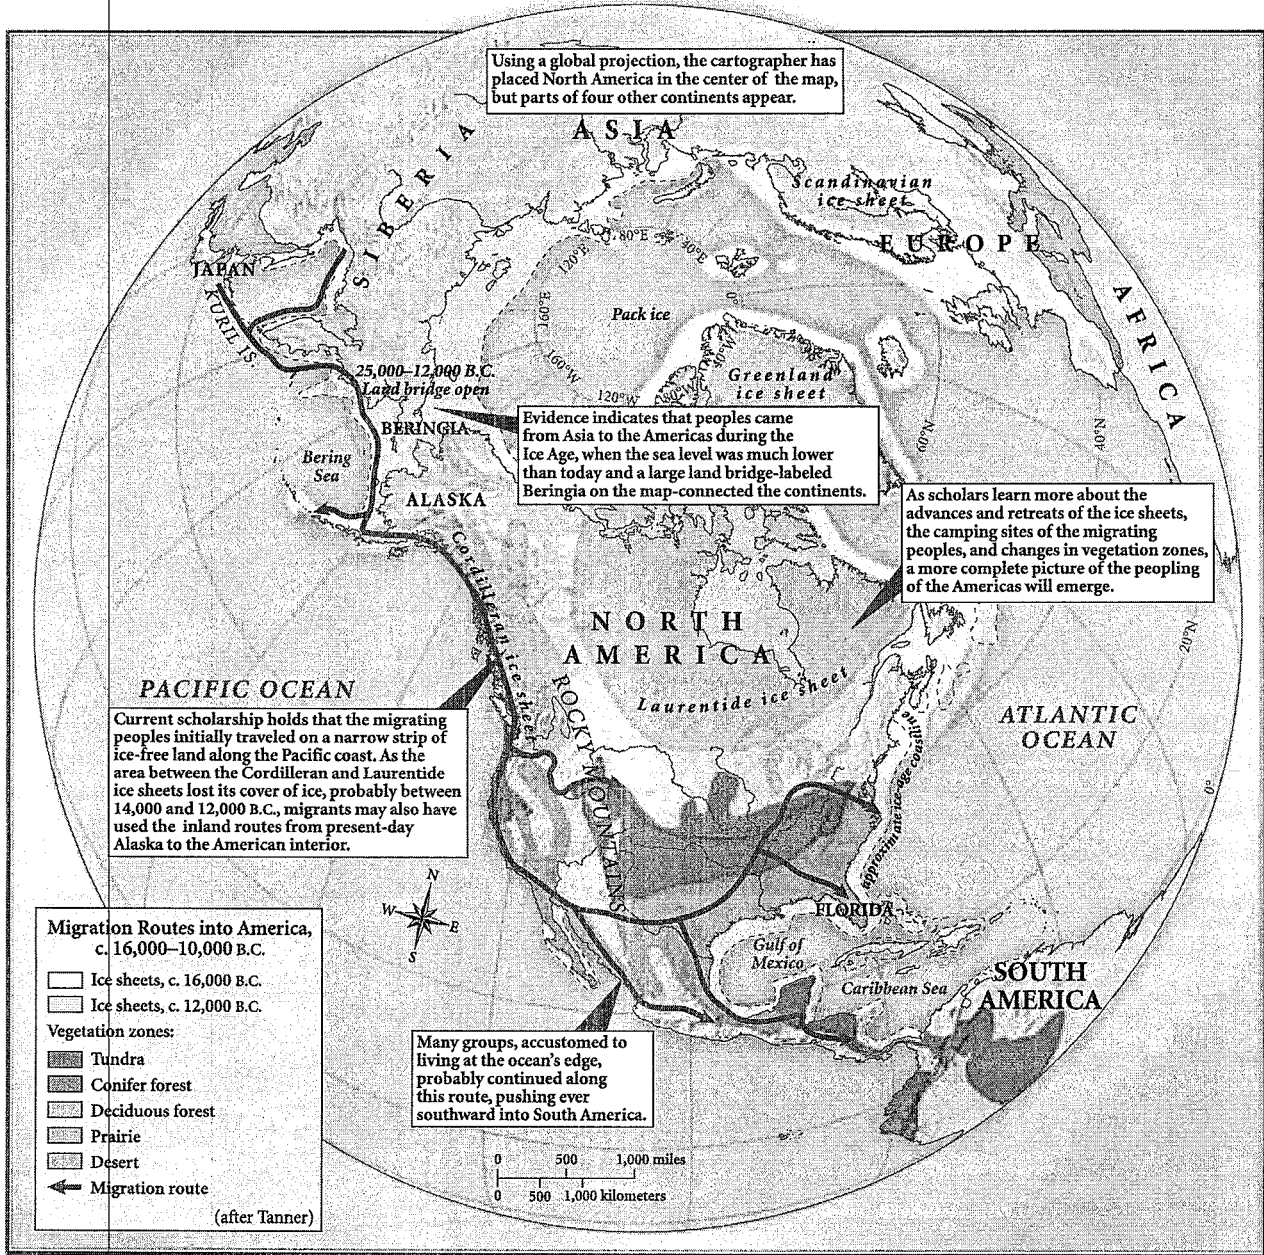 Using a global projection, the cartographer has
placed North America in the center of the map,
but parts of four other continents appear.
ASIA
SIBERIA
Scandinavian
ice sheet
EUROPE
AFRICA
JAPAN
KURIL IS.
80°E
40°E
120°E
160°E
0°
Pack ice
160°W
120°W
80°W
40°W
Greenland
ice sheet
60°N
40°N
25,000–12,000 B.C.
Land bridge open
BERINGIA
Bering
Sea
ALASKA
Evidence indicates that peoples came
from Asia to the Americas during the
Ice Age, when the sea level was much lower
than today and a large land bridge-labeled
Beringia on the map-connected the continents.
As scholars learn more about the
advances and retreats of the ice sheets,
the camping sites of the migrating
peoples, and changes in vegetation zones,
a more complete picture of the peopling
of the Americas will emerge.
Cordilleran ice sheet
NORTH
AMERICA
Laurentide ice sheet
20°N
ROCKY MOUNTAINS
PACIFIC OCEAN
ATLANTIC
OCEAN
Current scholarship holds that the migrating
peoples initially traveled on a narrow strip of
ice-free land along the Pacific coast. As the
area between the Cordilleran and Laurentide
ice sheets lost its cover of ice, probably between
14,000 and 12,000 B.C., migrants may also have
used the inland routes from present-day
Alaska to the American interior.
approximate ice-age coastline
0°
N
W
E
S
FLORIDA
Gulf of
Mexico
Caribbean Sea
SOUTH
AMERICA
Migration Routes into America,
c. 16,000–10,000 B.C.
Ice sheets, c. 16,000 B.C.
Ice sheets, c. 12,000 B.C.
Vegetation zones:
Tundra
Conifer forest
Deciduous forest
Prairie
Desert
Migration route
(after Tanner)
Many groups, accustomed to
living at the ocean's edge,
probably continued along
this route, pushing ever
southward into South America.
0 500 1,000 miles
0 500 1,000 kilometers